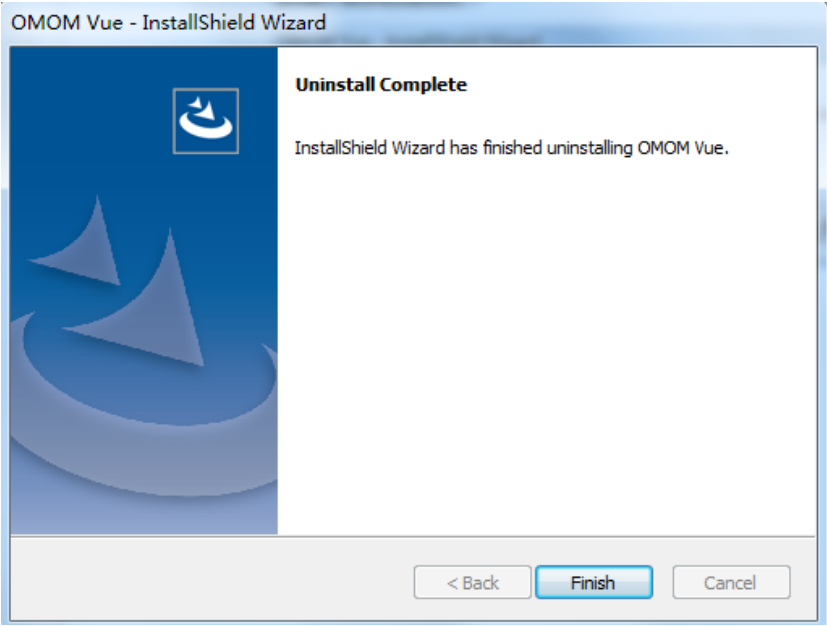 OMOM Vue - InstallShield Wizard
Uninstall Complete
InstallShield Wizard has finished uninstalling OMOM Vue.
< Back
Finish
Cancel